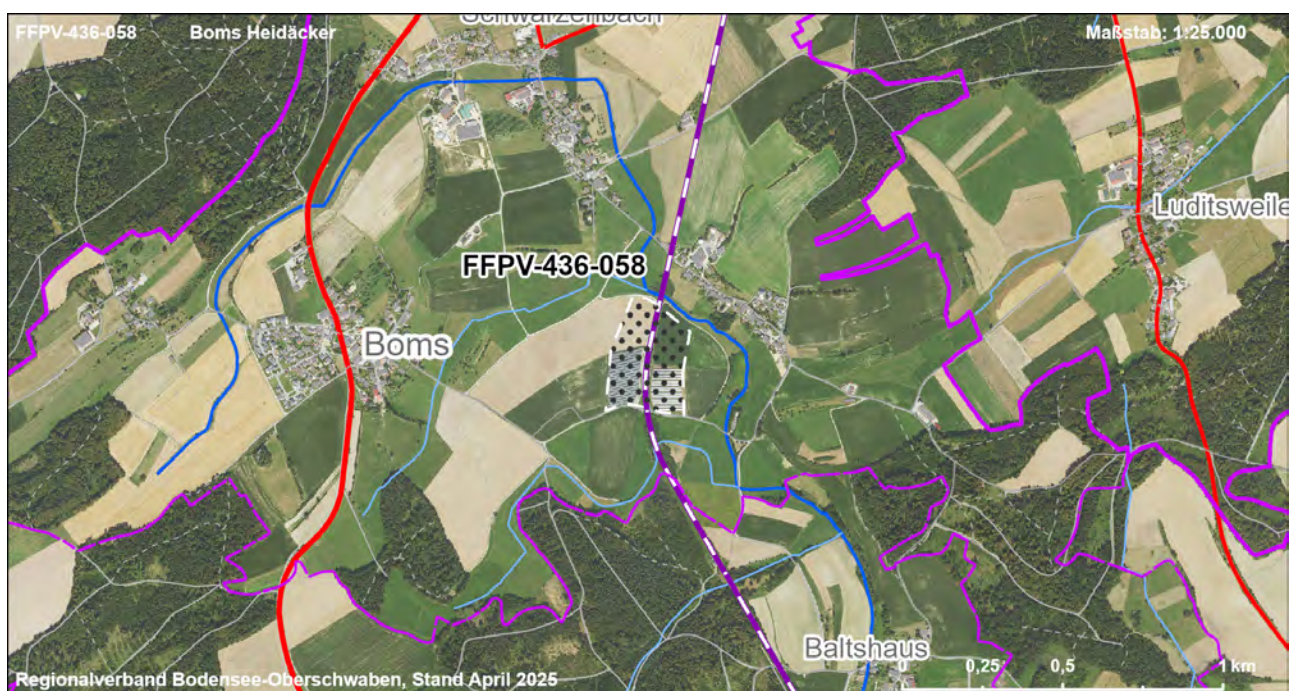 Schwarzenbach
FFPV-436-058 Boms Heidäcker Maßstab: 1:25.000
Luditsweile
FFPV-436-058
Boms
Baltshaus
0 0,25 0,5 1 km
Regionalverband Bodensee-Oberschwaben, Stand April 2025